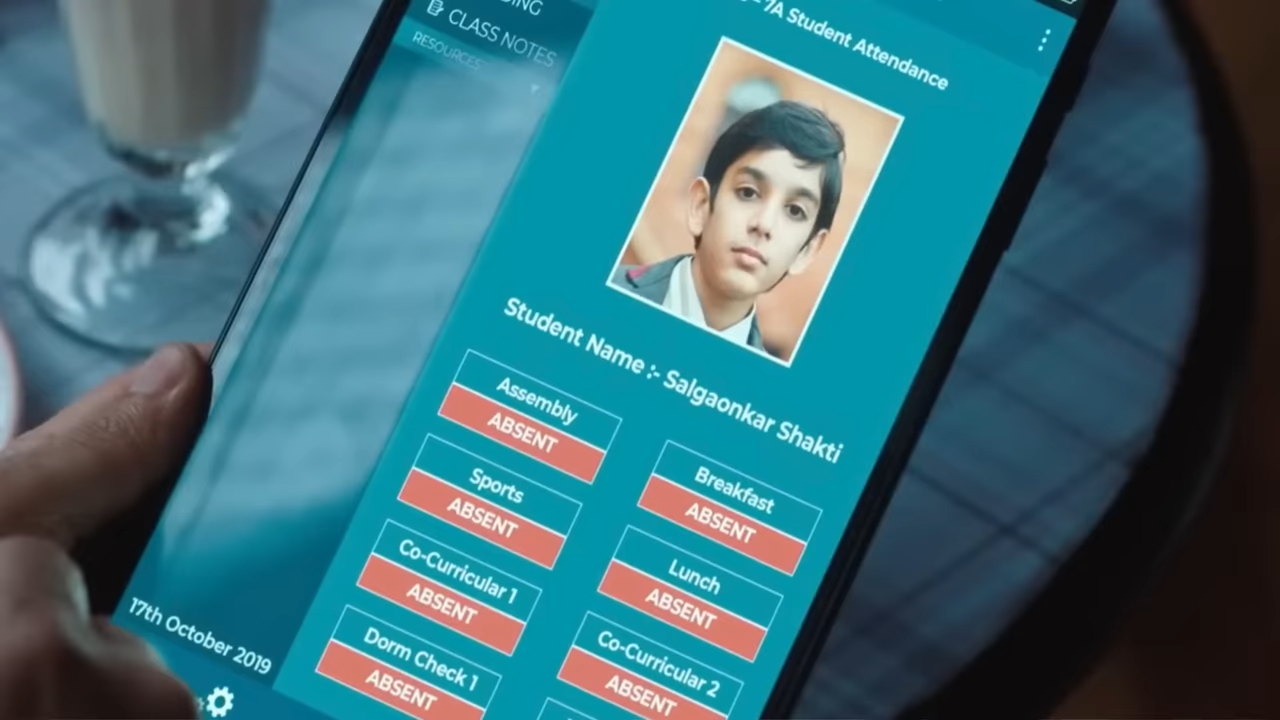 CLASS NOTES
RESOURCES
7A Student Attendance
Student Name :- Salgaonkar Shakti
Assembly
ABSENT
Breakfast
ABSENT
Sports
ABSENT
Lunch
ABSENT
Co-Curricular 1
ABSENT
Co-Curricular 2
ABSENT
Dorm Check 1
ABSENT
17th October 2019